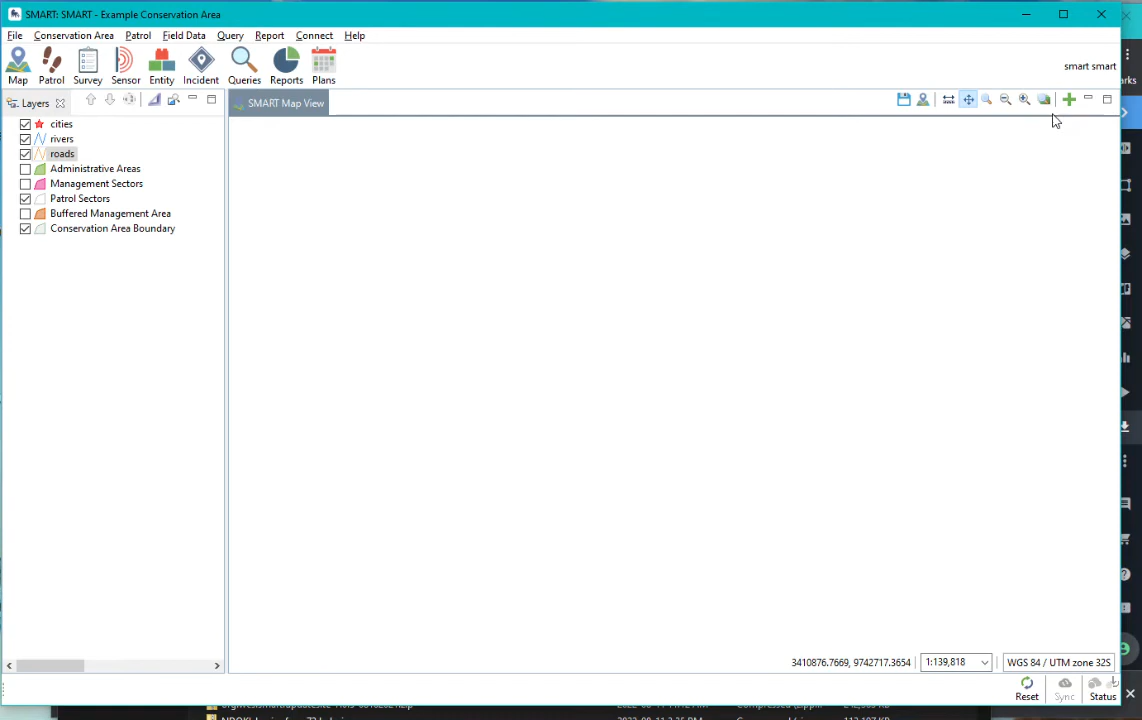 SMART: SMART - Example Conservation Area
File Conservation Area Patrol Field Data Query Report Connect Help
Map Patrol Survey Sensor Entity Incident Queries Reports Plans
smart smart
arks
Layers
SMART Map View
cities
rivers
roads
Administrative Areas
Management Sectors
Patrol Sectors
Buffered Management Area
Conservation Area Boundary
3410876.7669, 9742717.3654
1:139,818
WGS 84 / UTM zone 32S
Reset Sync Status